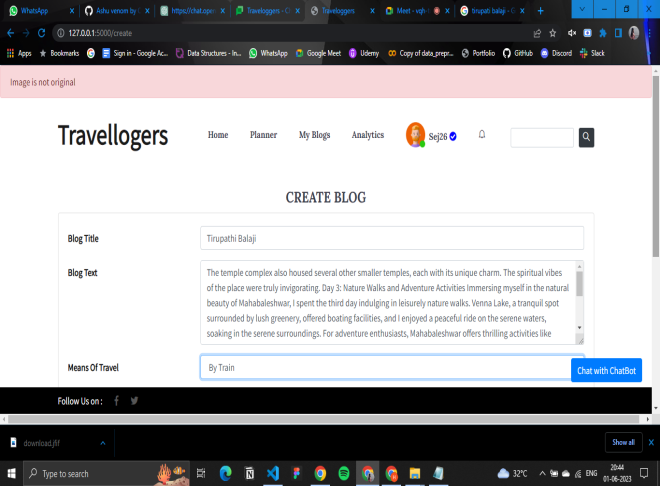 WhatsApp
Ashu venom by
https://chat.open
Traveloggers - C
Traveloggers
Meet - vqh-
tirupati balaji - G
127.0.0.1:5000/create
Apps
Bookmarks
Sign in - Google Ac...
Data Structures - In...
WhatsApp
Google Meet
Udemy
Copy of data_prepr...
Portfolio
GitHub
Discord
Slack
Image is not original
Travellogers
Home
Planner
My Blogs
Analytics
Sej26
CREATE BLOG
Blog Title
Tirupathi Balaji
Blog Text
The temple complex also housed several other smaller temples, each with its unique charm. The spiritual vibes
of the place were truly invigorating. Day 3: Nature Walks and Adventure Activities Immersing myself in the natural
beauty of Mahabaleshwar, I spent the third day indulging in leisurely nature walks. Venna Lake, a tranquil spot
surrounded by lush greenery, offered boating facilities, and I enjoyed a peaceful ride on the serene waters,
soaking in the serene surroundings. For adventure enthusiasts, Mahabaleshwar offers thrilling activities like
Means Of Travel
By Train
Chat with ChatBot
Follow Us on :
download.jfif
Show all
Type to search
32°C
ENG
20:44
01-06-2023